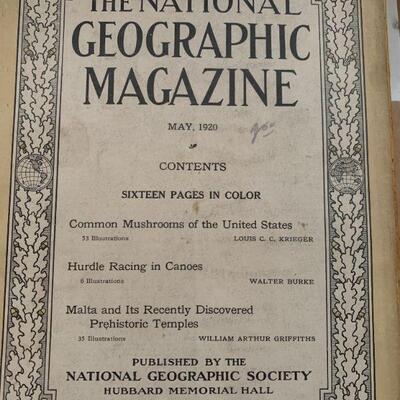 THE NATIONAL
GEOGRAPHIC
MAGAZINE
MAY, 1920
CONTENTS
SIXTEEN PAGES IN COLOR
Common Mushrooms of the United States
53 Illustrations LOUIS C. C. KRIEGER
Hurdle Racing in Canoes
6 Illustrations WALTER BURKE
Malta and Its Recently Discovered
Prehistoric Temples
35 Illustrations WILLIAM ARTHUR GRIFFITHS
PUBLISHED BY THE
NATIONAL GEOGRAPHIC SOCIETY
HUBBARD MEMORIAL HALL